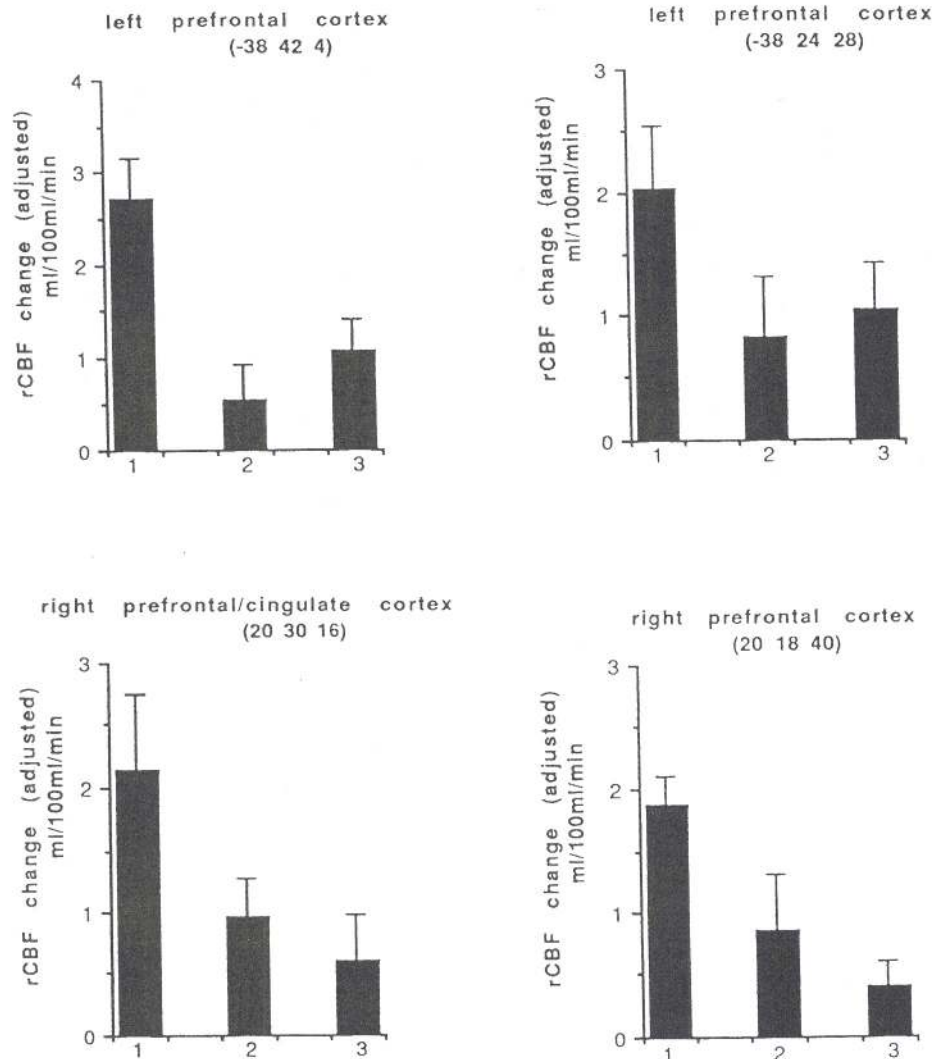 left prefrontal cortex
(-38 42 4)
4
3
2
1
0
rCBF change (adjusted)
ml/100ml/min
1 2 3
left prefrontal cortex
(-38 24 28)
3
2
1
0
rCBF change (adjusted)
ml/100ml/min
1 2 3
right prefrontal/cingulate cortex
(20 30 16)
3
2
1
0
rCBF change (adjusted)
ml/100ml/min
1 2 3
right prefrontal cortex
(20 18 40)
3
2
1
0
rCBF change (adjusted)
ml/100ml/min
1 2 3